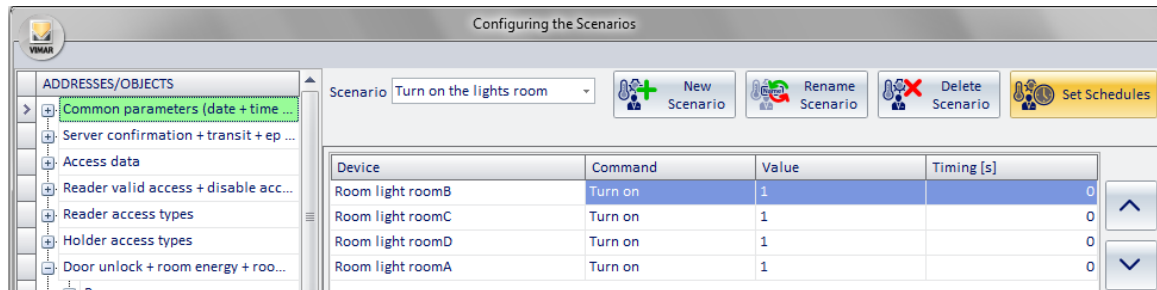 Configuring the Scenarios
VIMAR
ADDRESSES/OBJECTS
Common parameters (date + time ...
Server confirmation + transit + ep ...
Access data
Reader valid access + disable acc...
Reader access types
Holder access types
Door unlock + room energy + roo...
Scenario Turn on the lights room
New
Scenario
Rename
Scenario
Delete
Scenario
Set Schedules
Device Command Value Timing [s]
Room light roomB Turn on 1 0
Room light roomC Turn on 1 0
Room light roomD Turn on 1 0
Room light roomA Turn on 1 0